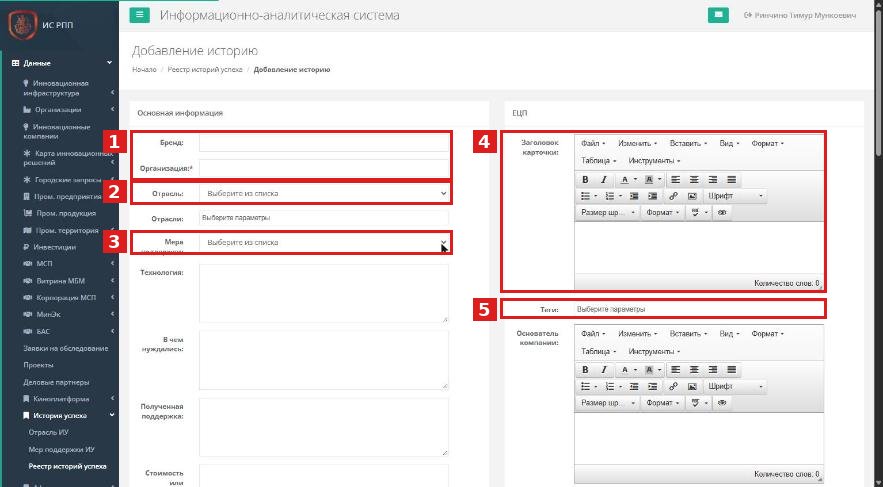 ИС РПП
Информационно-аналитическая система
Ринчино Тимур Мункоевич
Данные
Инновационная
инфраструктура
Организации
Инновационные
компании
Карта инновационных
решений
Городские запросы
Пром. предприятия
Пром. продукция
Пром. территория
Инвестиции
МСП
Витрина МБМ
Корпорация МСП
МинЭк
БАС
Заявки на обследование
Проекты
Деловые партнеры
Киноплатформа
История успеха
Отрасль ИУ
Мер поддержки ИУ
Реестр историй успеха
Добавление историю
Начало / Реестр историй успеха / Добавление историю
Основная информация
1
Бренд:
Организация:*
2
Отрасль: Выберите из списка
Отрасли: Выберите параметры
3
Мера Выберите из списка
Технология:
В чем
нуждались:
Полученная
поддержка:
Стоимость
или
ЕЦП
4
Заголовок
карточки:
Файл Изменить Вставить Вид Формат
Таблица Инструменты
B I A A
Шрифт
Размер шр... Формат
Количество слов: 0
5
Теги: Выберите параметры
Основатель
компании:
Файл Изменить Вставить Вид Формат
Таблица Инструменты
B I A A
Шрифт
Размер шр... Формат
Количество слов: 0